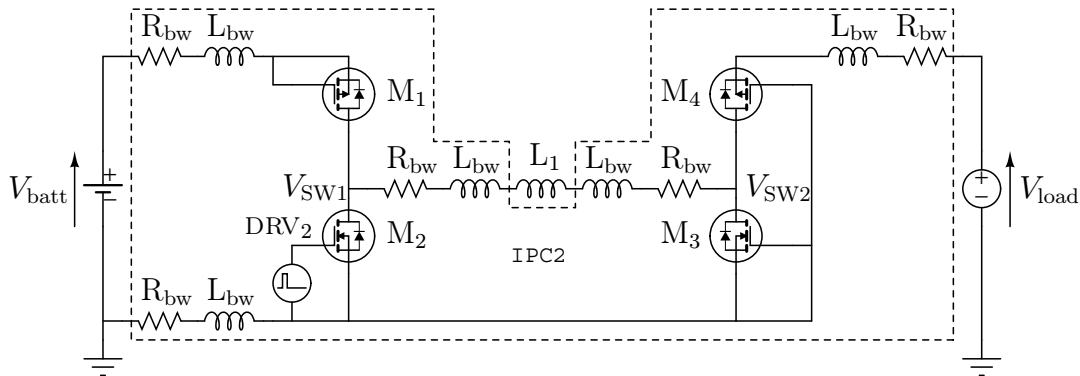 R_bw L_bw L_bw R_bw
M_1 M_4
+ R_bw L_bw L_1 L_bw R_bw
V_batt − V_SW1 V_SW2 + − V_load
DRV_2 M_2 M_3
IPC2
R_bw L_bw